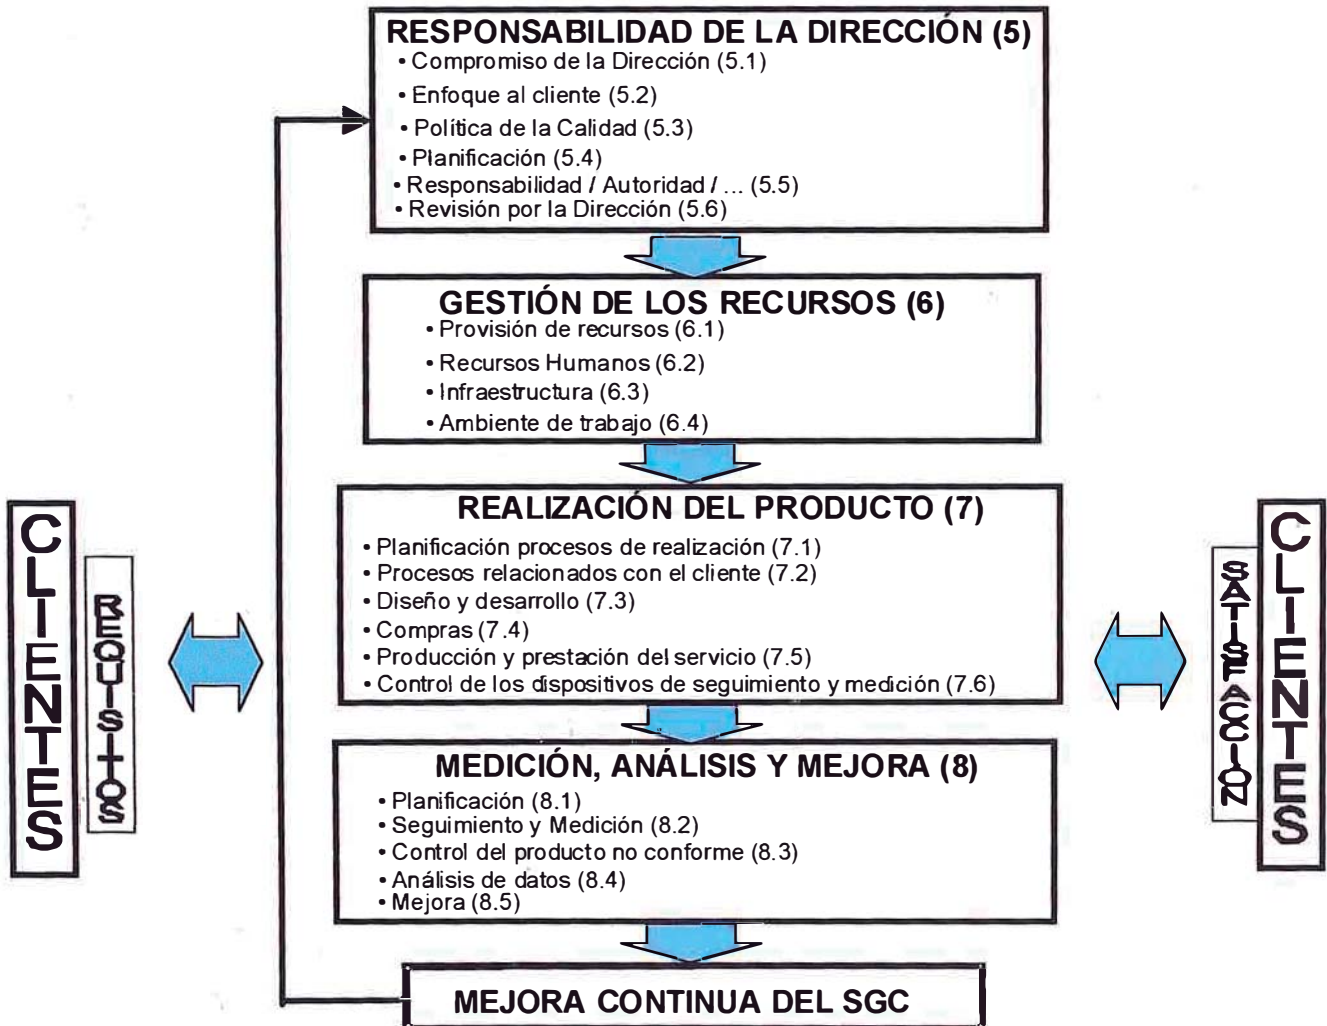 RESPONSABILIDAD DE LA DIRECCIÓN (5)
• Compromiso de la Dirección (5.1)
• Enfoque al cliente (5.2)
• Política de la Calidad (5.3)
• Planificación (5.4)
• Responsabilidad / Autoridad / ... (5.5)
• Revisión por la Dirección (5.6)
GESTIÓN DE LOS RECURSOS (6)
• Provisión de recursos (6.1)
• Recursos Humanos (6.2)
• Infraestructura (6.3)
• Ambiente de trabajo (6.4)
CLIENTES
REQUISITOS
REALIZACIÓN DEL PRODUCTO (7)
• Planificación procesos de realización (7.1)
• Procesos relacionados con el cliente (7.2)
• Diseño y desarrollo (7.3)
• Compras (7.4)
• Producción y prestación del servicio (7.5)
• Control de los dispositivos de seguimiento y medición (7.6)
SATISFACCIÓN
CLIENTES
MEDICIÓN, ANÁLISIS Y MEJORA (8)
• Planificación (8.1)
• Seguimiento y Medición (8.2)
• Control del producto no conforme (8.3)
• Análisis de datos (8.4)
• Mejora (8.5)
MEJORA CONTINUA DEL SGC